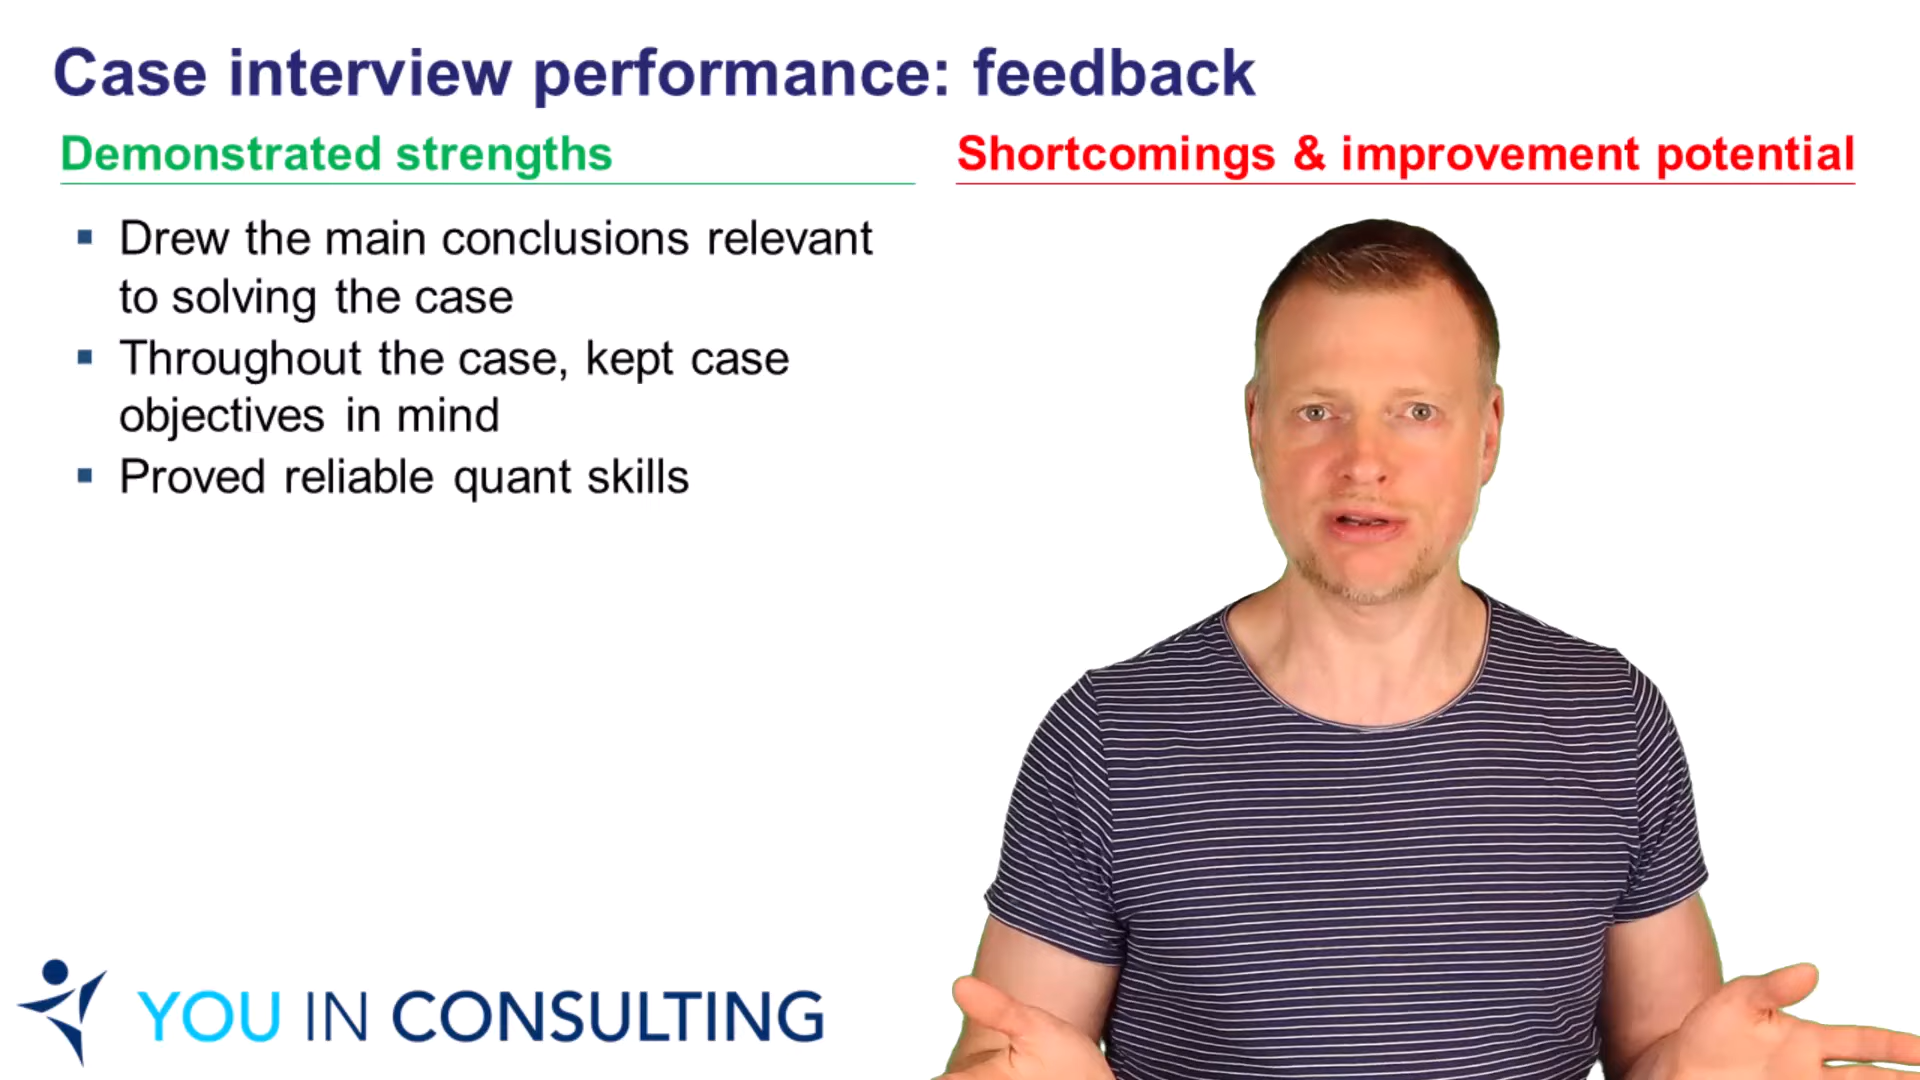 Case interview performance: feedback
Demonstrated strengths
Shortcomings & improvement potential
▪ Drew the main conclusions relevant
to solving the case
▪ Throughout the case, kept case
objectives in mind
▪ Proved reliable quant skills
YOU IN CONSULTING